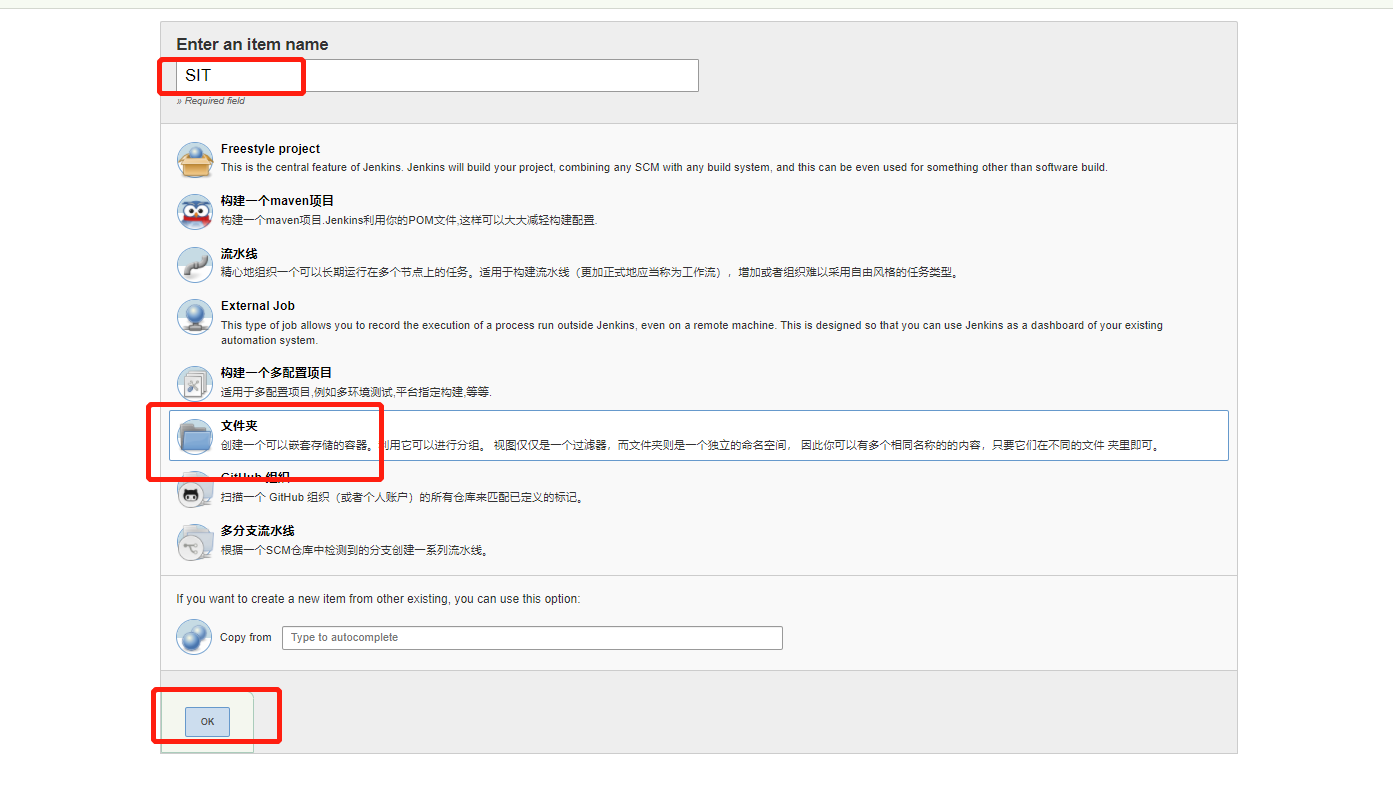 Enter an item name
SIT
» Required field
Freestyle project
This is the central feature of Jenkins. Jenkins will build your project, combining any SCM with any build system, and this can be even used for something other than software build.
构建一个maven项目
构建一个maven项目.Jenkins利用你的POM文件,这样可以大大减轻构建配置.
流水线
精心地组织一个可以长期运行在多个节点上的任务。适用于构建流水线（更加正式地应当称为工作流），增加或者组织难以采用自由风格的任务类型。
External Job
This type of job allows you to record the execution of a process run outside Jenkins, even on a remote machine. This is designed so that you can use Jenkins as a dashboard of your existing
automation system.
构建一个多配置项目
适用于多配置项目,例如多环境测试,平台指定构建,等等.
文件夹
创建一个可以嵌套存储的容器。利用它可以进行分组。 视图仅仅是一个过滤器，而文件夹则是一个独立的命名空间， 因此你可以有多个相同名称的的内容，只要它们在不同的文件 夹里即可。
GitHub 组织
扫描一个 GitHub 组织（或者个人账户）的所有仓库来匹配已定义的标记。
多分支流水线
根据一个SCM仓库中检测到的分支创建一系列流水线。
If you want to create a new item from other existing, you can use this option:
Copy from
Type to autocomplete
OK